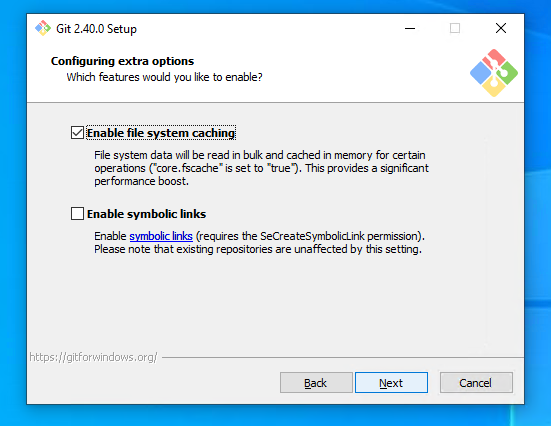 Git 2.40.0 Setup
Configuring extra options
Which features would you like to enable?
Enable file system caching
File system data will be read in bulk and cached in memory for certain
operations ("core.fscache" is set to "true"). This provides a significant
performance boost.
Enable symbolic links
Enable symbolic links (requires the SeCreateSymbolicLink permission).
Please note that existing repositories are unaffected by this setting.
https://gitforwindows.org/
Back
Next
Cancel